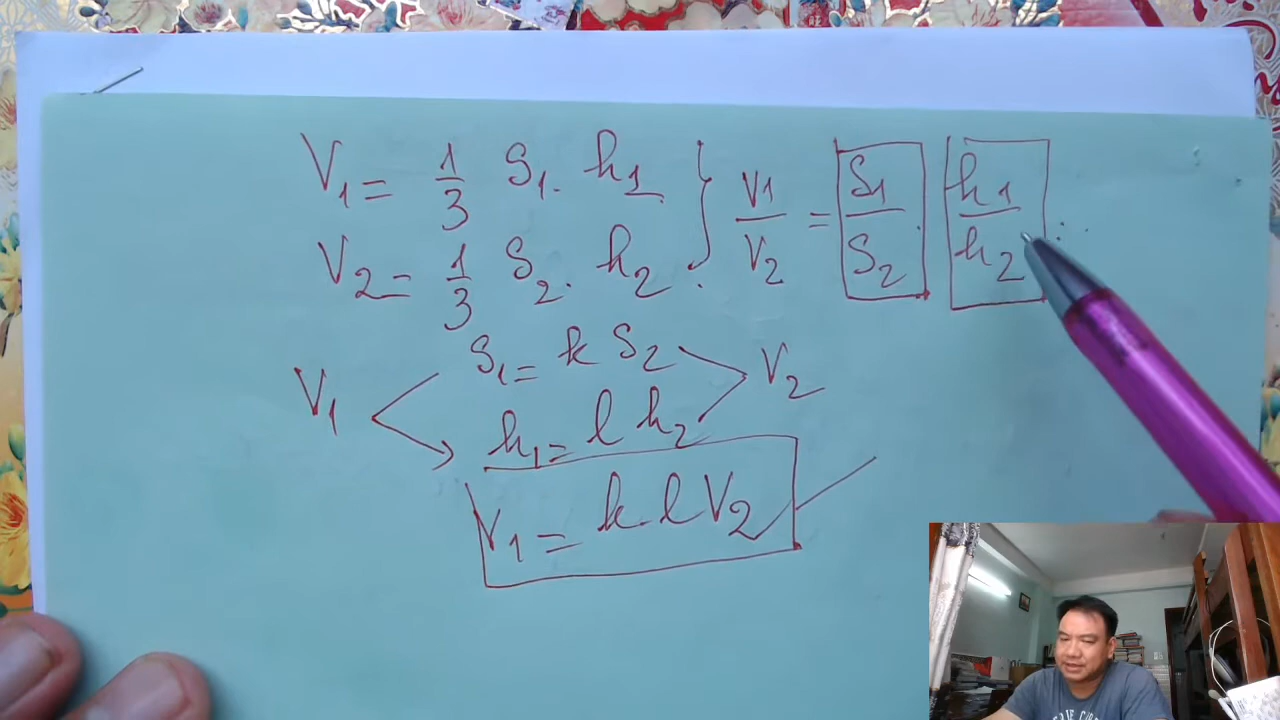 V₁ = 1/3 S₁. h₁
V₂ = 1/3 S₂. h₂.
} V1/V2 = S1/S2 . h1/h2 :
S₁ = k S₂
V₁ < > V₂
h₁ = l h₂
V₁ = k. l V₂